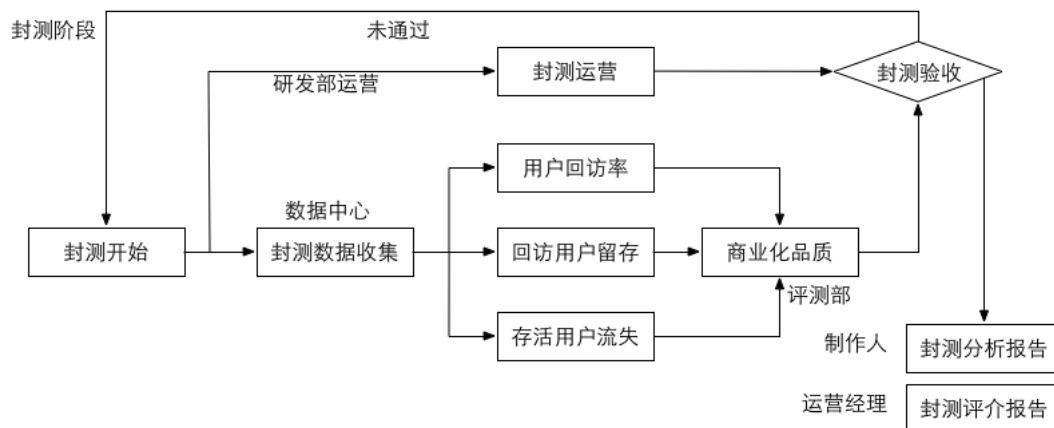 封测阶段
未通过
研发部运营
封测运营
封测验收
用户回访率
数据中心
封测开始
封测数据收集
回访用户留存
商业化品质
评测部
存活用户流失
制作人
封测分析报告
运营经理
封测评介报告